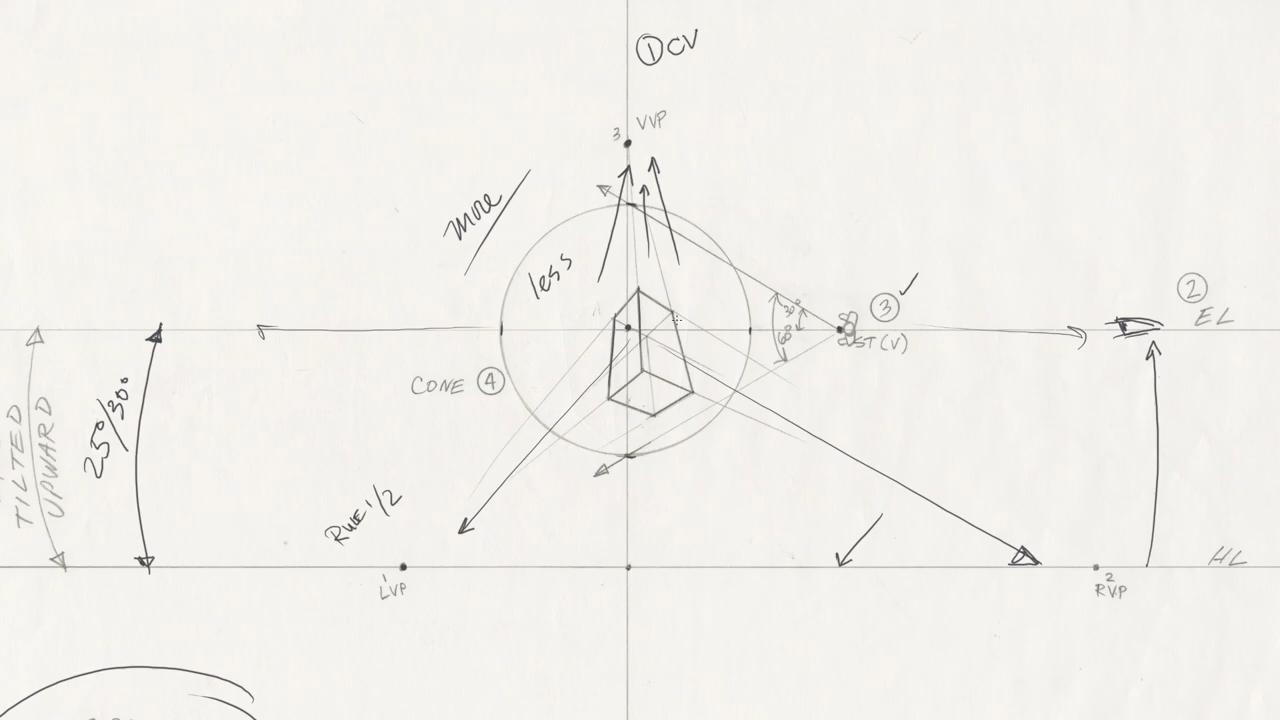 ① CV
3 VVP
more
less
30°
60°
③
DIST (V)
② EL
CONE ④
TILTED
UPWARD
25°/30°
RULE 1/2
1
LVP
2
RVP
HL